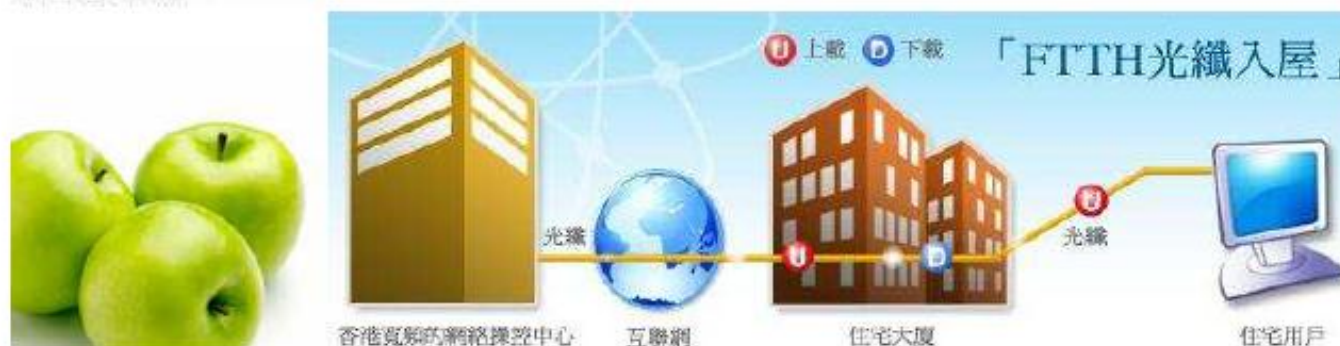 U 上載 D 下載
「FTTH光纖入屋」
光纖
U
D
U
光纖
香港寬頻的網絡操控中心
互聯網
住宅大廈
住宅用戶